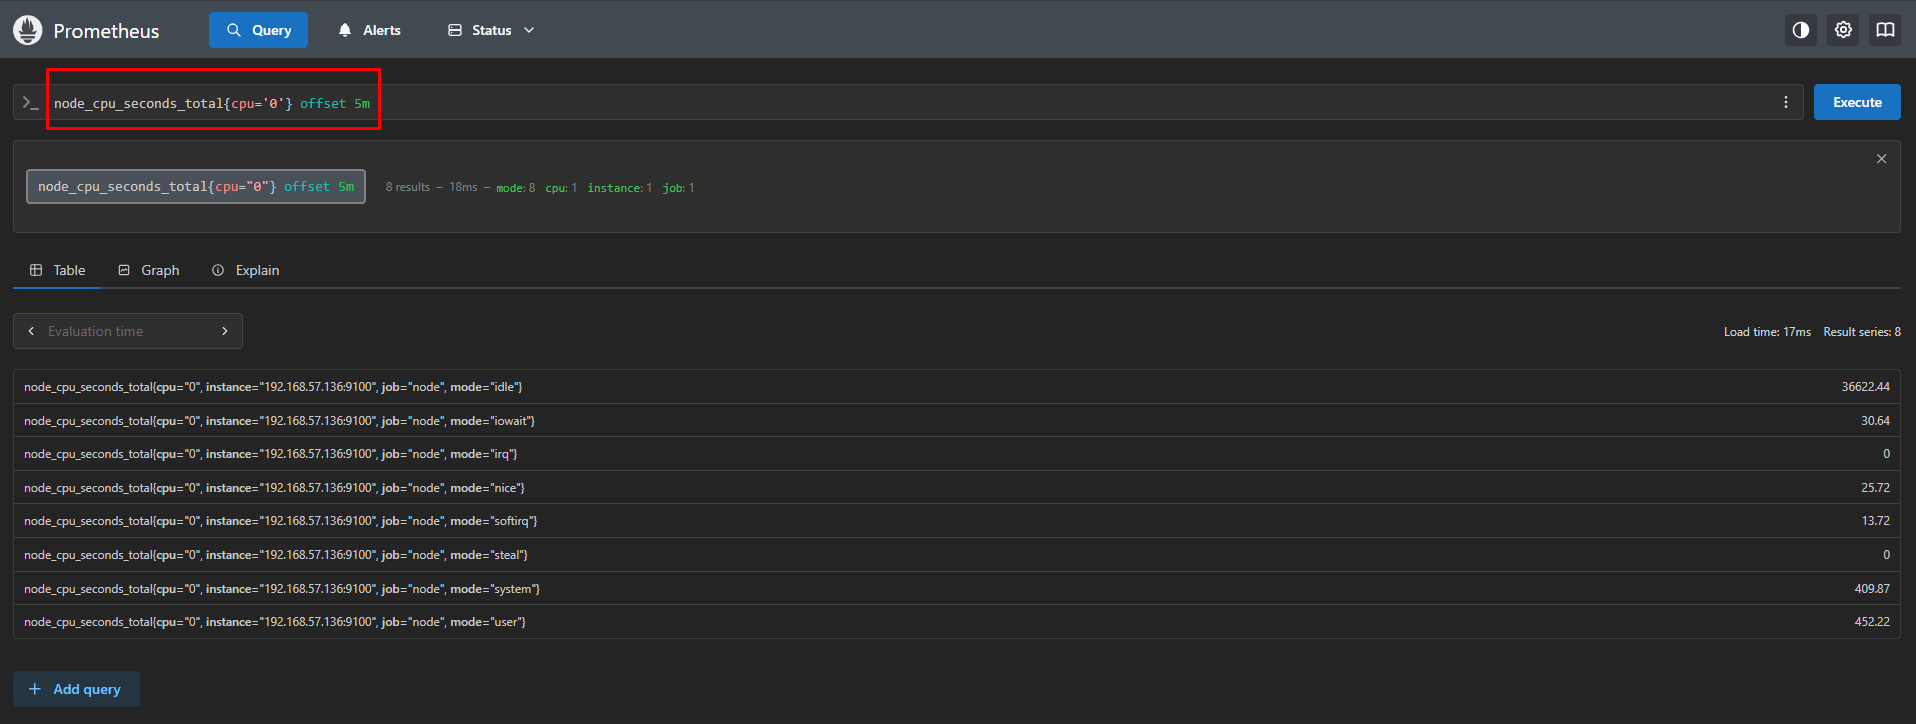 Prometheus Query Alerts Status
>_ node_cpu_seconds_total{cpu='0'} offset 5m Execute
node_cpu_seconds_total{cpu="0"} offset 5m 8 results – 18ms – mode: 8 cpu: 1 instance: 1 job: 1
Table Graph Explain
Evaluation time Load time: 17ms Result series: 8
node_cpu_seconds_total{cpu="0", instance="192.168.57.136:9100", job="node", mode="idle"} 36622.44
node_cpu_seconds_total{cpu="0", instance="192.168.57.136:9100", job="node", mode="iowait"} 30.64
node_cpu_seconds_total{cpu="0", instance="192.168.57.136:9100", job="node", mode="irq"} 0
node_cpu_seconds_total{cpu="0", instance="192.168.57.136:9100", job="node", mode="nice"} 25.72
node_cpu_seconds_total{cpu="0", instance="192.168.57.136:9100", job="node", mode="softirq"} 13.72
node_cpu_seconds_total{cpu="0", instance="192.168.57.136:9100", job="node", mode="steal"} 0
node_cpu_seconds_total{cpu="0", instance="192.168.57.136:9100", job="node", mode="system"} 409.87
node_cpu_seconds_total{cpu="0", instance="192.168.57.136:9100", job="node", mode="user"} 452.22
+ Add query